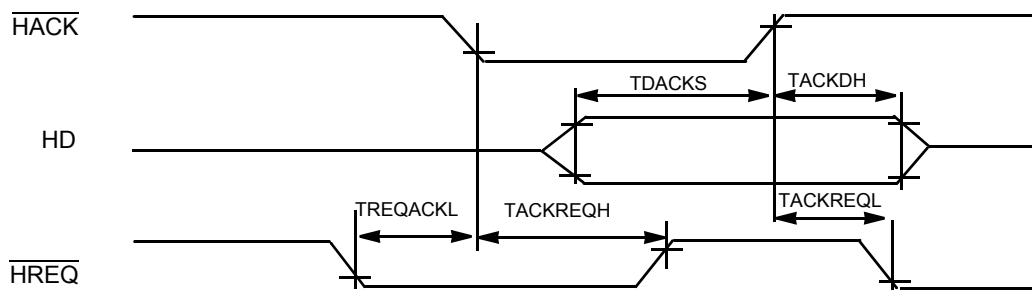 HACK
TDACKS TACKDH
HD
TREQACKL TACKREQH TACKREQL
HREQ